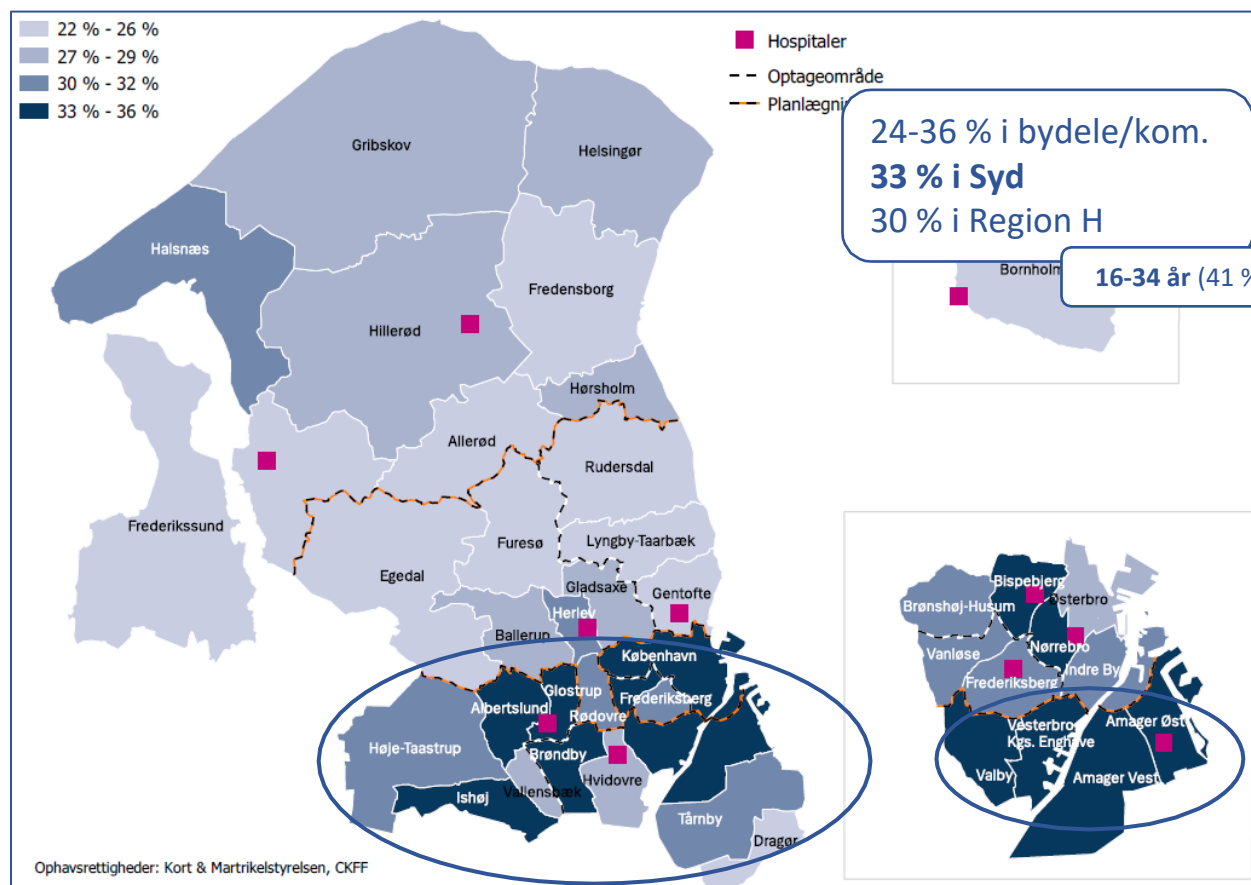 22 % - 26 %
27 % - 29 %
30 % - 32 %
33 % - 36 %
Hospitaler
Optageområde
24-36 % i bydele/kom.
33 % i Syd
30 % i Region H
16-34 år (41 %
Bornholm
Gribskov
Helsingør
Halsnæs
Fredensborg
Hillerød
Hørsholm
Allerød
Rudersdal
Frederikssund
Furesø
Lyngby-Taarbæk
Egedal
Gladsaxe
Gentofte
Herlev
Ballerup
København
Glostrup
Frederiksberg
Albertslund
Rødovre
Høje-Taastrup
Brøndby
Hvidovre
Vallensbæk
Ishøj
Tårnby
Dragør
Bispebjerg
Østerbro
Brønshøj-Husum
Nørrebro
Vanløse
Indre By
Frederiksberg
Amager Øst
Vesterbro
Kgs. Enghave
Valby
Amager Vest
Ophavsrettigheder: Kort & Martrikelstyrelsen, CKFF